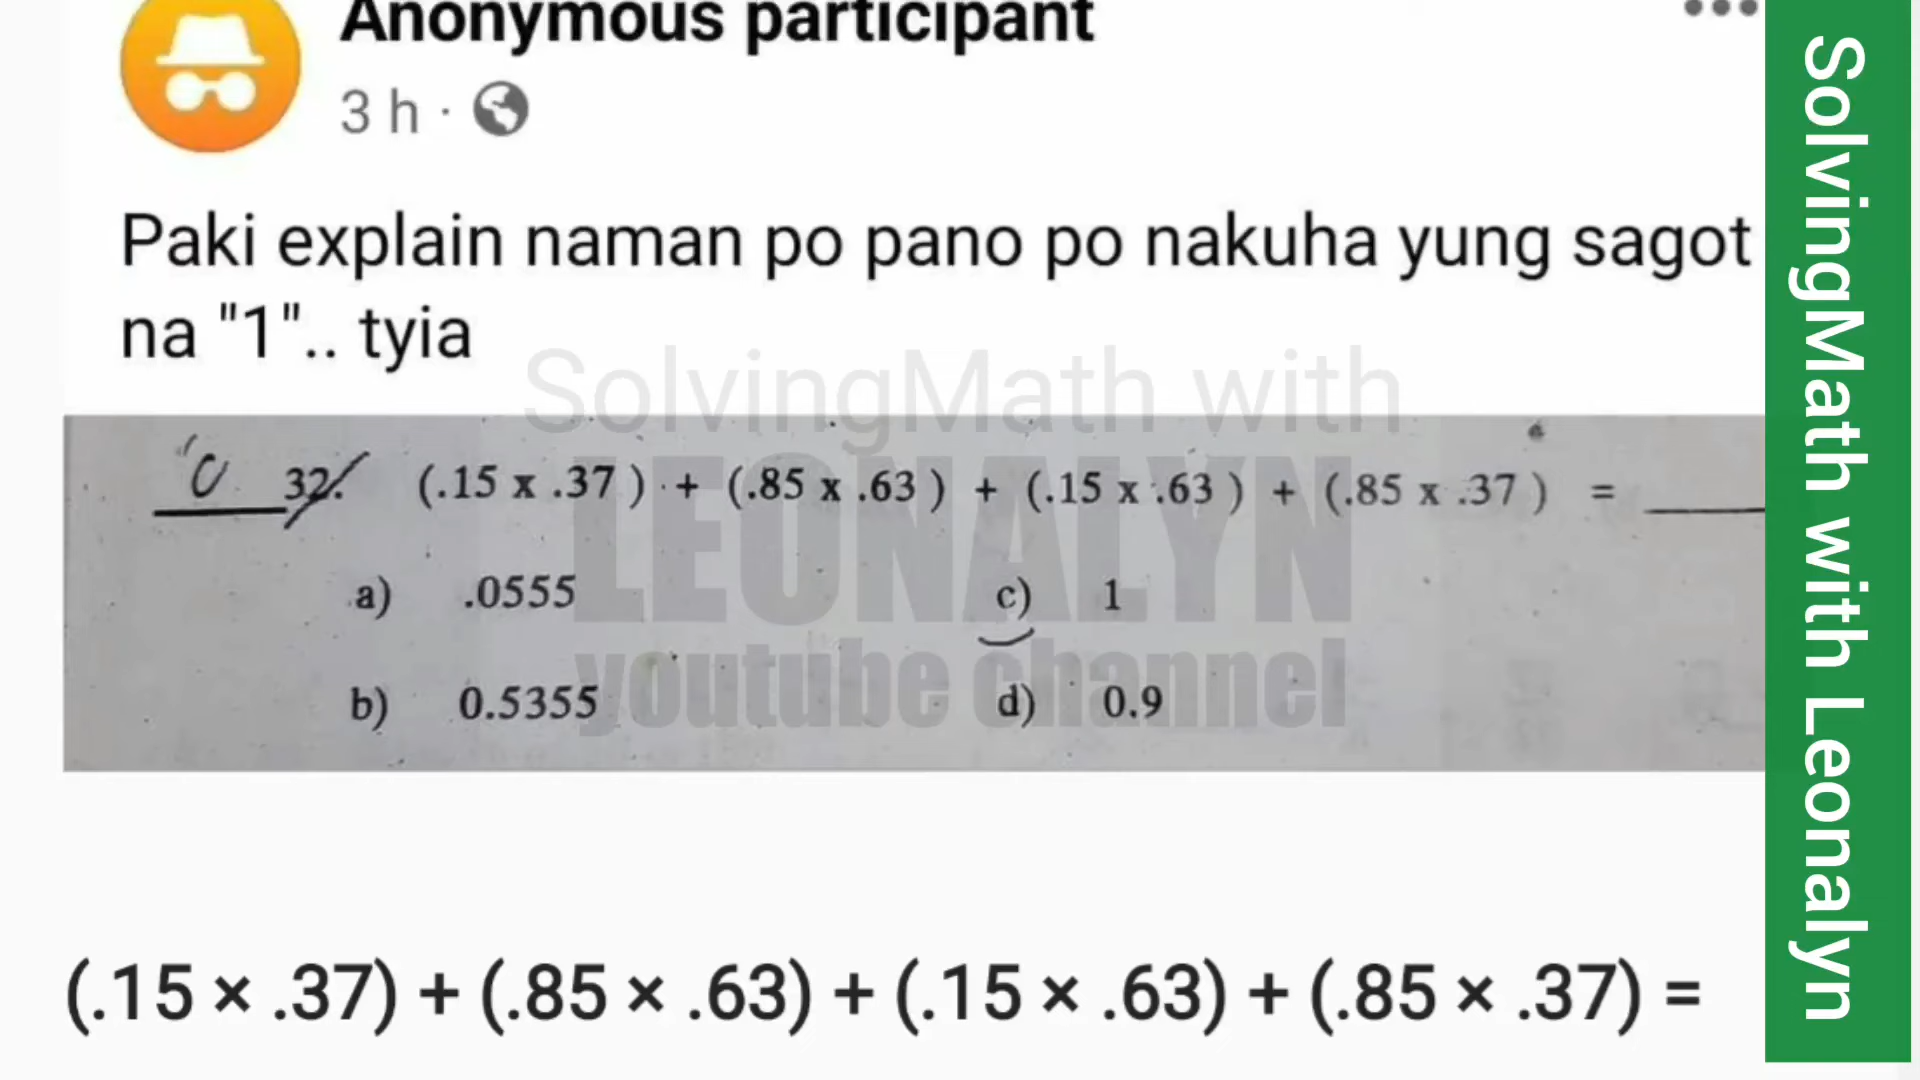 Anonymous participant
3 h ·
Paki explain naman po pano po nakuha yung sagot
na "1".. tyia
SolvingMath with
LEONALYN
youtube channel
C 32. (.15 x .37 ) + (.85 x .63 ) + (.15 x .63 ) + (.85 x .37 ) = ____
a) .0555 c) 1
b) 0.5355 d) 0.9
(.15 × .37) + (.85 × .63) + (.15 × .63) + (.85 × .37) =
SolvingMath with Leonalyn